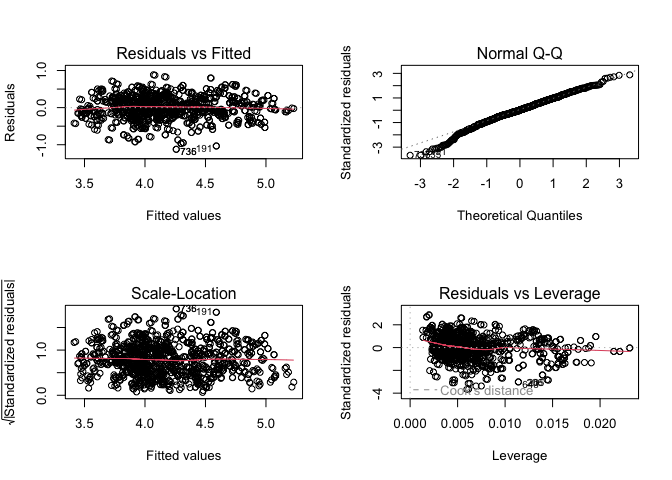 Residuals vs Fitted
Residuals
1.0
0.0
-1.0
736
191
3.5 4.0 4.5 5.0
Fitted values
Normal Q-Q
Standardized residuals
3
1
-1
-3
-3 -2 -1 0 1 2 3
Theoretical Quantiles
Scale-Location
√|Standardized residuals|
1.0
0.0
736
191
3.5 4.0 4.5 5.0
Fitted values
Residuals vs Leverage
Standardized residuals
2
0
-4
Cook's distance
0.000 0.005 0.010 0.015 0.020
Leverage